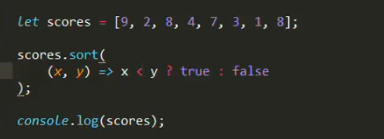 let scores = [9, 2, 8, 4, 7, 3, 1, 8];
scores.sort(
(x, y) => x < y ? true : false
);
console.log(scores);